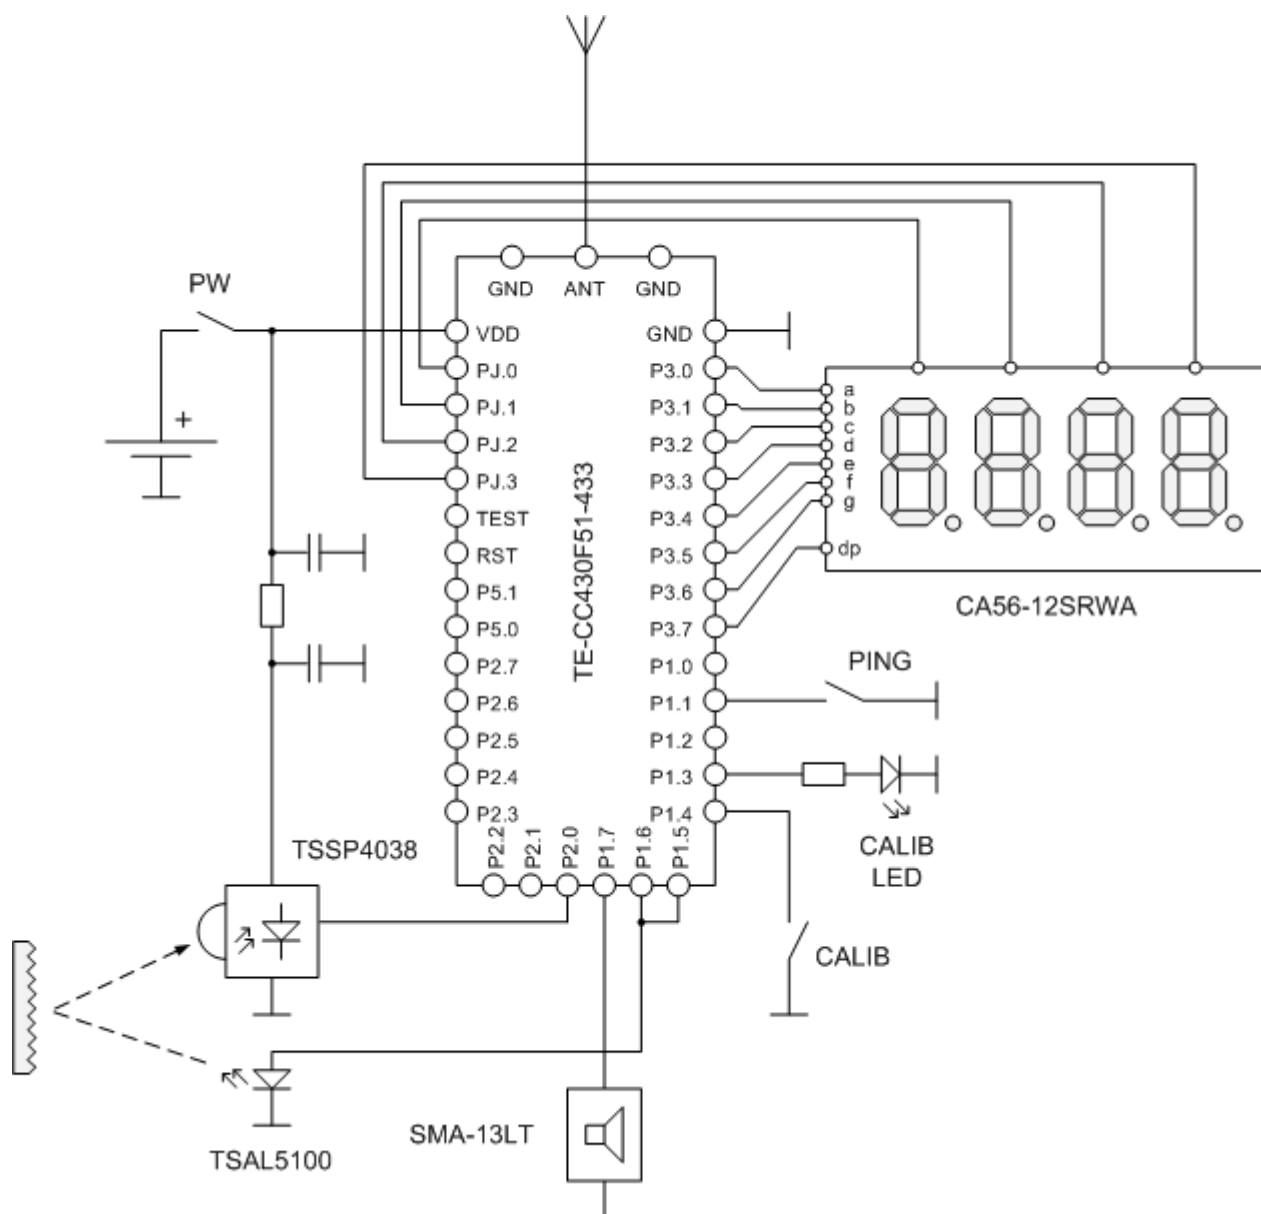 PW
GND
ANT
GND
VDD
GND
PJ.0
P3.0
a
PJ.1
P3.1
b
+
c
PJ.2
P3.2
d
PJ.3
P3.3
e
f
TEST
P3.4
g
RST
P3.5
dp
P5.1
P3.6
CA56-12SRWA
P5.0
P3.7
TE-CC430F51-433
P2.7
P1.0
PING
P2.6
P1.1
P2.5
P1.2
P2.4
P1.3
P2.3
P1.4
CALIB
LED
TSSP4038
P2.2
P2.1
P2.0
P1.7
P1.6
P1.5
CALIB
SMA-13LT
TSAL5100